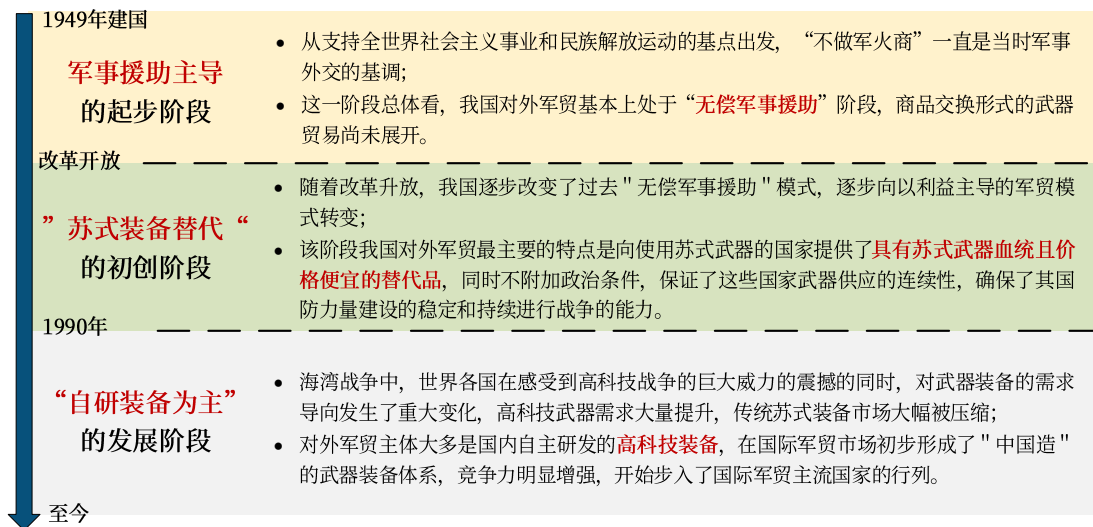 1949年建国
军事援助主导
的起步阶段
• 从支持全世界社会主义事业和民族解放运动的基点出发，“不做军火商”一直是当时军事
外交的基调；
• 这一阶段总体看，我国对外军贸基本上处于“无偿军事援助”阶段，商品交换形式的武器
贸易尚未展开。
改革开放
”苏式装备替代“
的初创阶段
• 随着改革升放，我国逐步改变了过去＂无偿军事援助＂模式，逐步向以利益主导的军贸模
式转变；
• 该阶段我国对外军贸最主要的特点是向使用苏式武器的国家提供了具有苏式武器血统且价
格便宜的替代品，同时不附加政治条件，保证了这些国家武器供应的连续性，确保了其国
防力量建设的稳定和持续进行战争的能力。
1990年
“自研装备为主”
的发展阶段
• 海湾战争中，世界各国在感受到高科技战争的巨大威力的震撼的同时，对武器装备的需求
导向发生了重大变化，高科技武器需求大量提升，传统苏式装备市场大幅被压缩；
• 对外军贸主体大多是国内自主研发的高科技装备，在国际军贸市场初步形成了＂中国造＂
的武器装备体系，竞争力明显增强，开始步入了国际军贸主流国家的行列。
至今